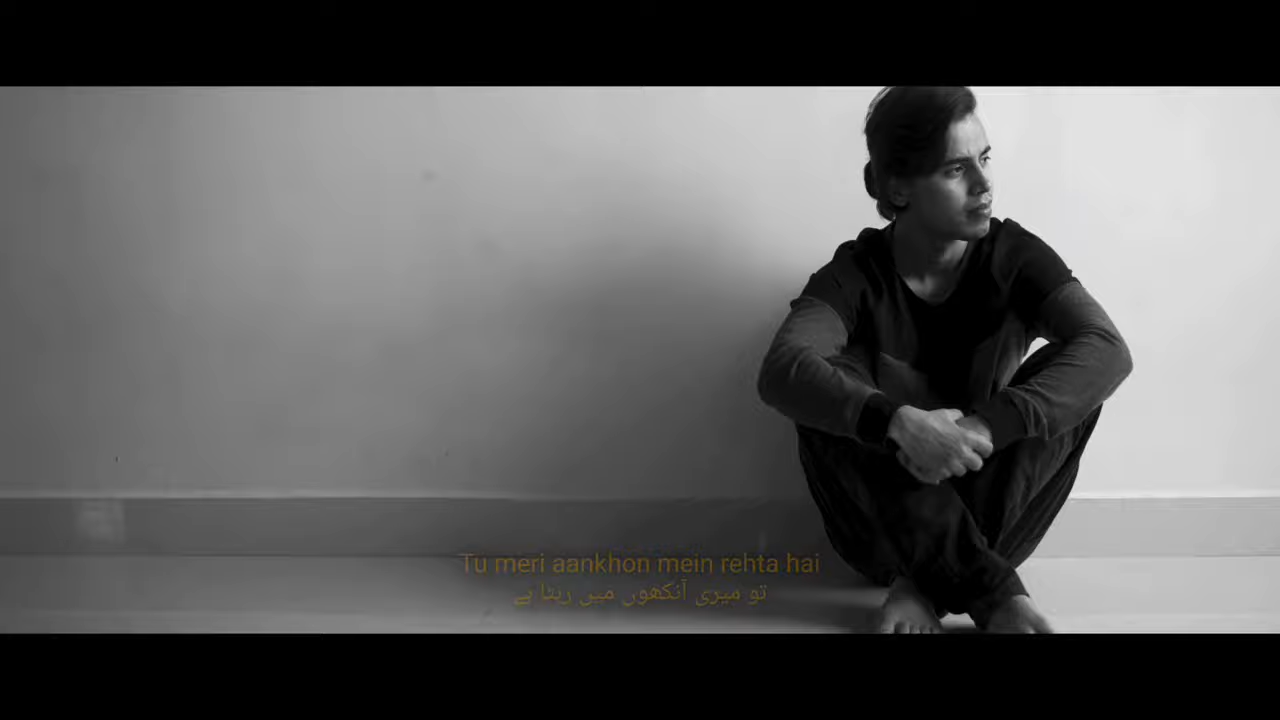 Tu meri aankhon mein rehta hai
تو میری آنکھوں میں رہتا ہے